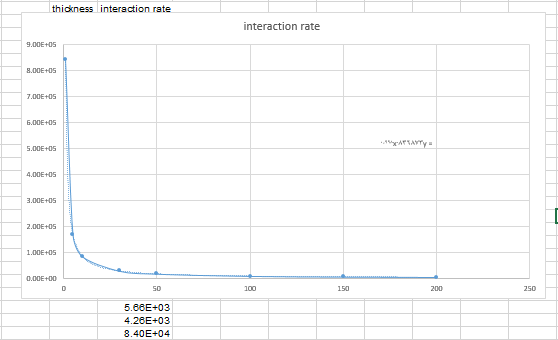 thickness interaction rate
interaction rate
9.00E+05
8.00E+05
7.00E+05
6.00E+05
5.00E+05
4.00E+05
3.00E+05
2.00E+05
1.00E+05
0.00E+00
0 50 100 150 200 250
5.66E+03
4.26E+03
8.40E+04